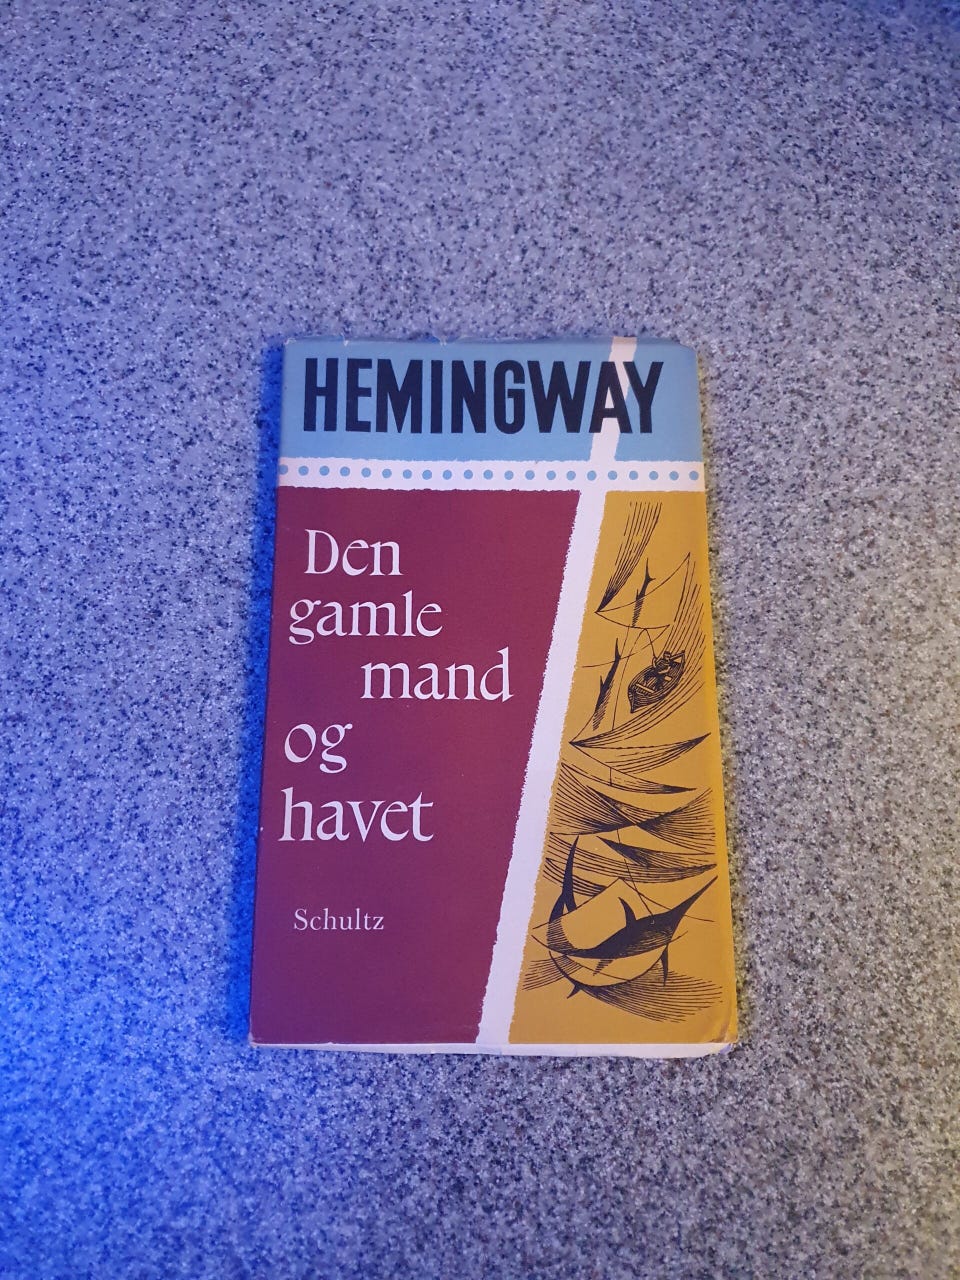 HEMINGWAY
Den
gamle
mand
og
havet
Schultz